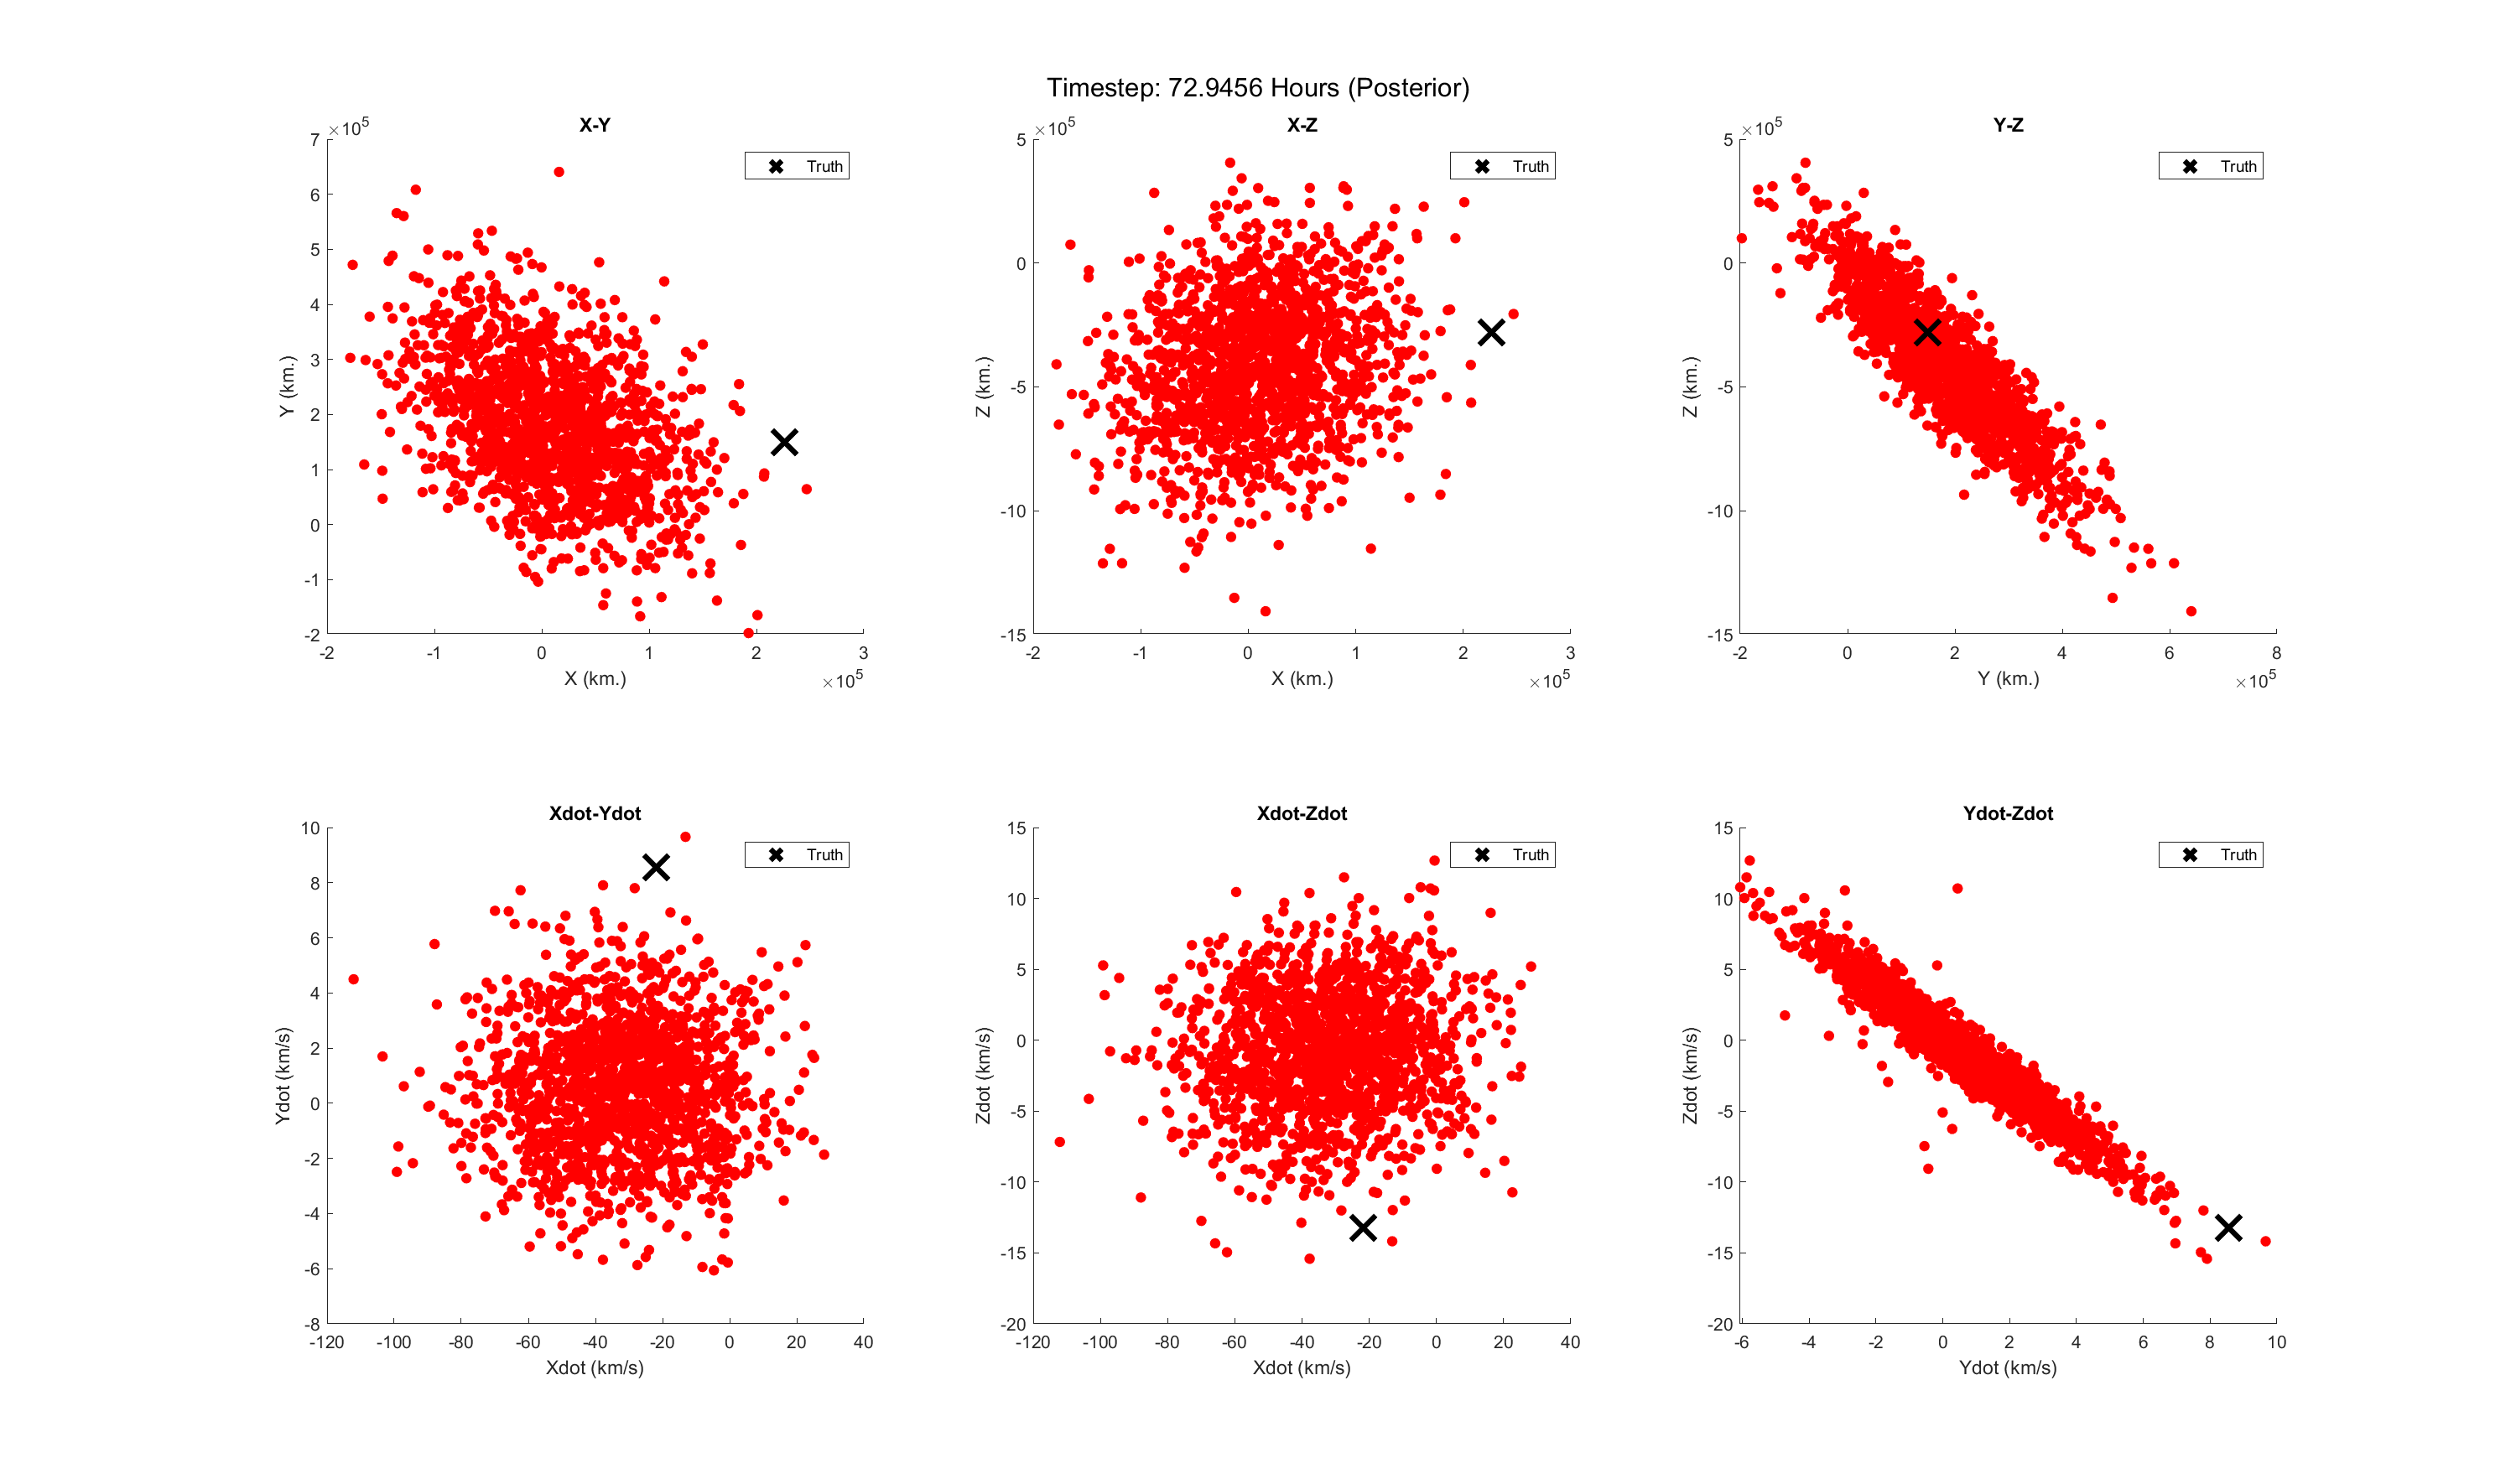 Timestep: 72.9456 Hours (Posterior)
X-Y
×10^5
7
6
5
4
3
2
1
0
-1
-2
Y (km.)
Truth
-2 -1 0 1 2 3
X (km.)
×10^5
X-Z
×10^5
5
0
-5
-10
-15
Z (km.)
Truth
-2 -1 0 1 2 3
X (km.)
×10^5
Y-Z
×10^5
5
0
-5
-10
-15
Z (km.)
Truth
-2 0 2 4 6 8
Y (km.)
×10^5
Xdot-Ydot
10
8
6
4
2
0
-2
-4
-6
-8
Ydot (km/s)
Truth
-120 -100 -80 -60 -40 -20 0 20 40
Xdot (km/s)
Xdot-Zdot
15
10
5
0
-5
-10
-15
-20
Zdot (km/s)
Truth
-120 -100 -80 -60 -40 -20 0 20 40
Xdot (km/s)
Ydot-Zdot
15
10
5
0
-5
-10
-15
-20
Zdot (km/s)
Truth
-6 -4 -2 0 2 4 6 8 10
Ydot (km/s)